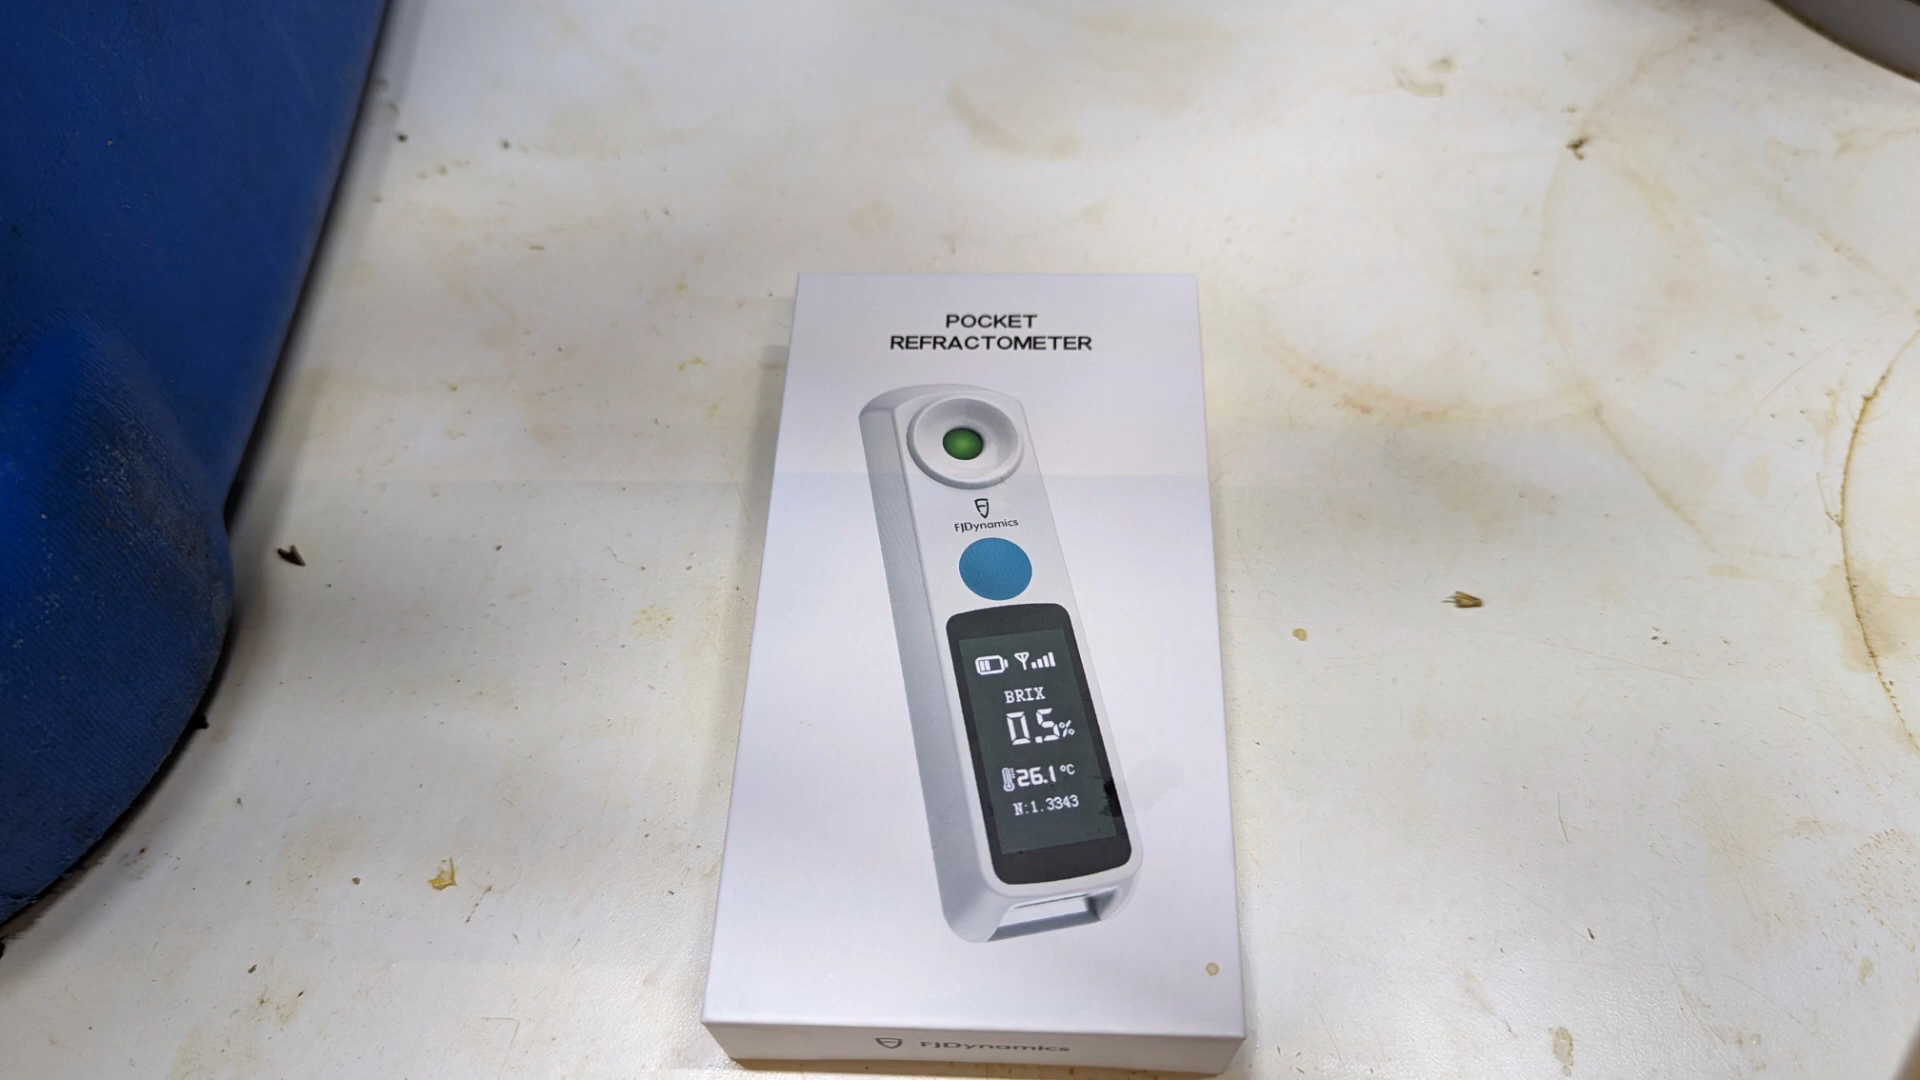 POCKET
REFRACTOMETER
FJDynamics
BRIX
0.5%
26.1 °C
N:1.3343
FJDynamics